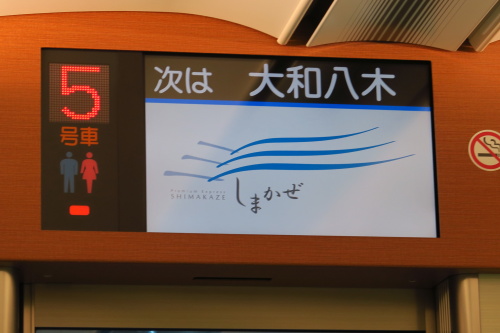 5
号車
次は 大和八木
Premium Express
SHIMAKAZE
しまかぜ